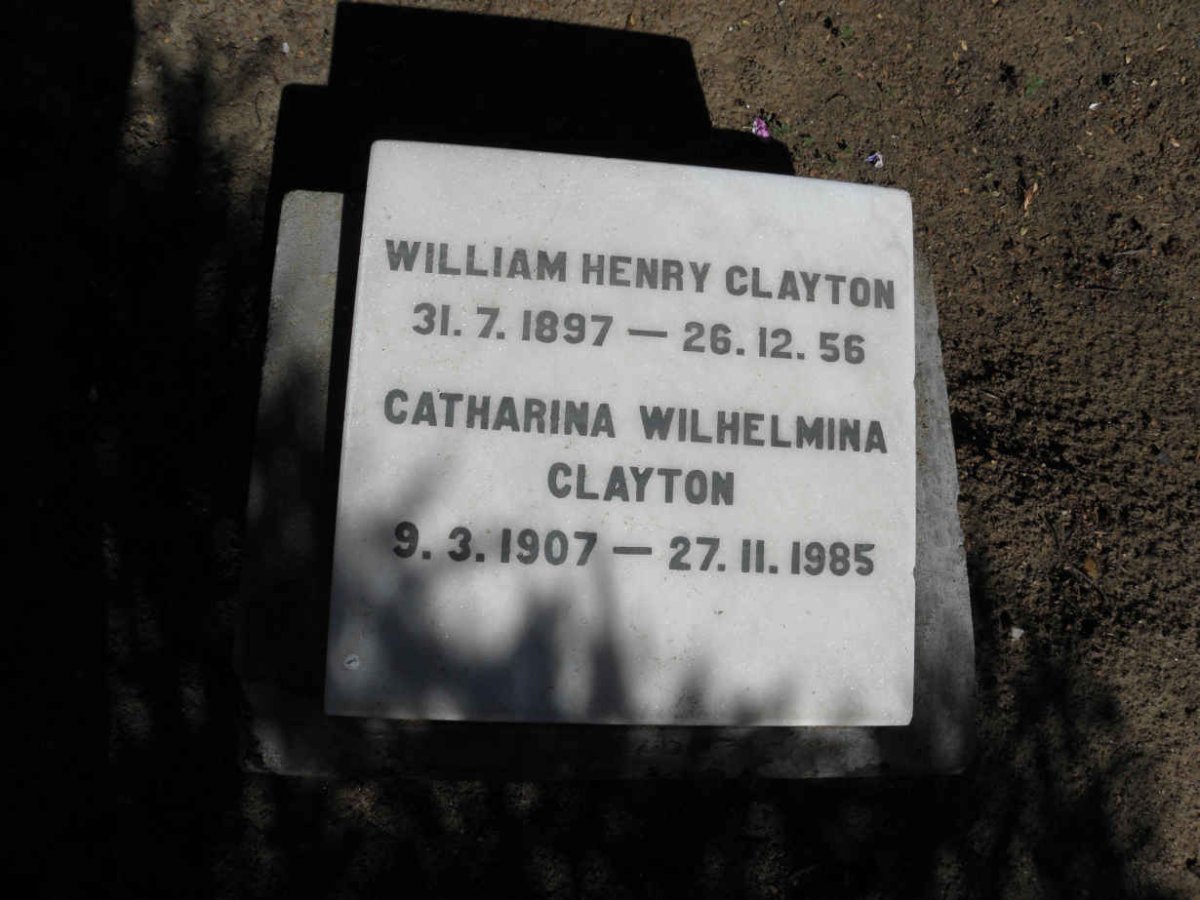 WILLIAM HENRY CLAYTON
31. 7. 1897 — 26. 12. 56
CATHARINA WILHELMINA
CLAYTON
9. 3. 1907 — 27. 11. 1985